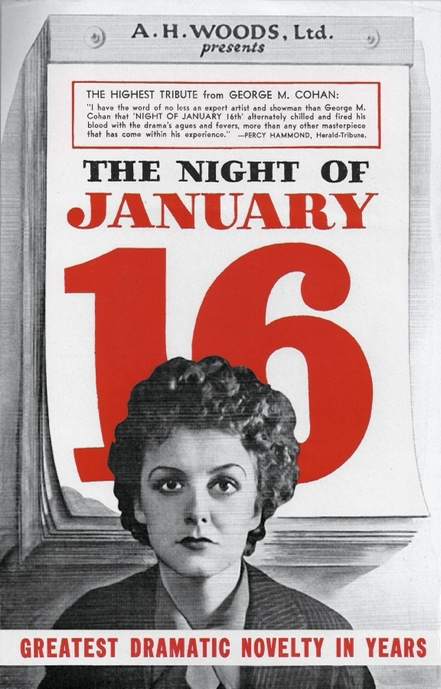 A. H. WOODS, Ltd.
presents
THE HIGHEST TRIBUTE from GEORGE M. COHAN:
"I have the word of no less an expert artist and showman than George M.
Cohan that 'NIGHT OF JANUARY 16th' alternately chilled and fired his
blood with the drama's agues and fevers, more than any other masterpiece
that has come within his experience." —PERCY HAMMOND, Herald-Tribune.
THE NIGHT OF
JANUARY
16
GREATEST DRAMATIC NOVELTY IN YEARS